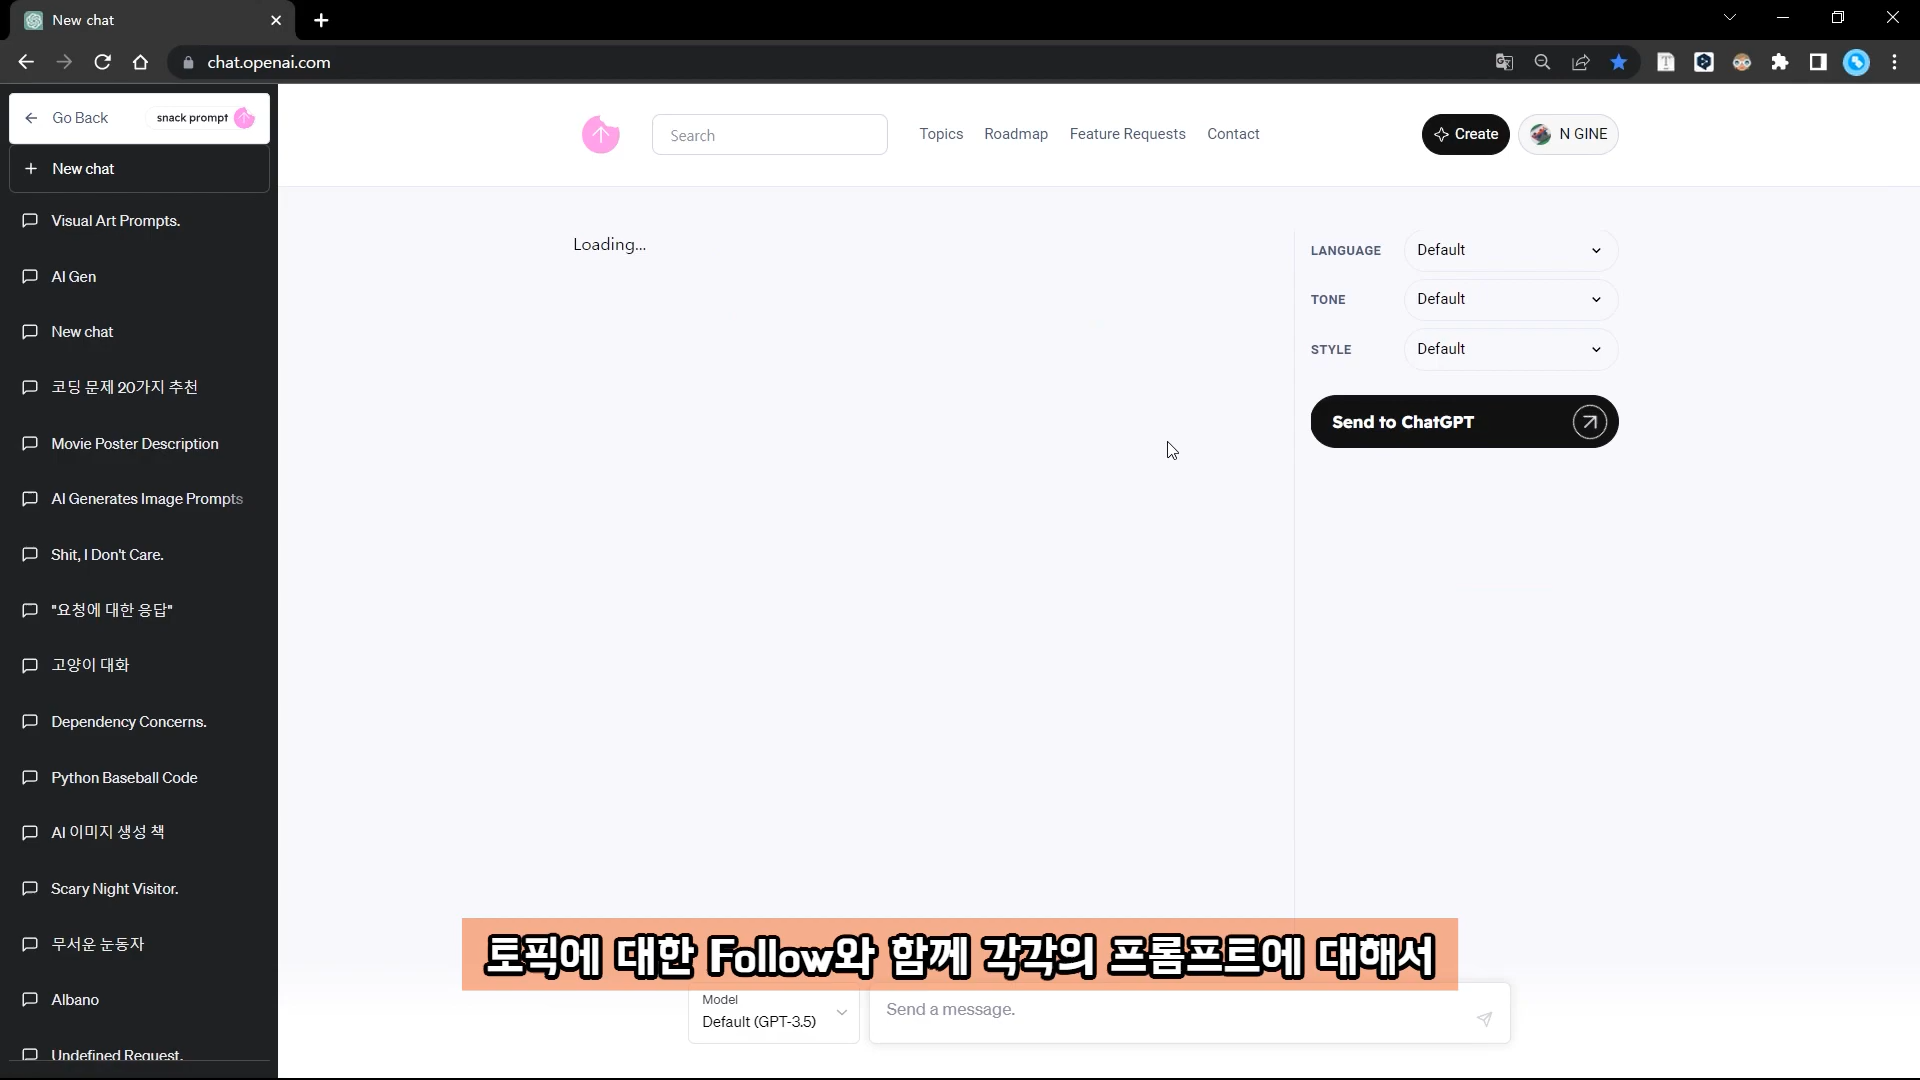 New chat
chat.openai.com
Go Back
snack prompt
New chat
Visual Art Prompts.
AI Gen
New chat
코딩 문제 20가지 추천
Movie Poster Description
AI Generates Image Prompts
Shit, I Don't Care.
"요청에 대한 응답"
고양이 대화
Dependency Concerns.
Python Baseball Code
AI 이미지 생성 책
Scary Night Visitor.
무서운 눈동자
Albano
Undefined Request.
Search
Topics
Roadmap
Feature Requests
Contact
Create
N GINE
Loading...
LANGUAGE
Default
TONE
Default
STYLE
Default
Send to ChatGPT
토픽에 대한 Follow와 함께 각각의 프롬프트에 대해서
Model
Default (GPT-3.5)
Send a message.